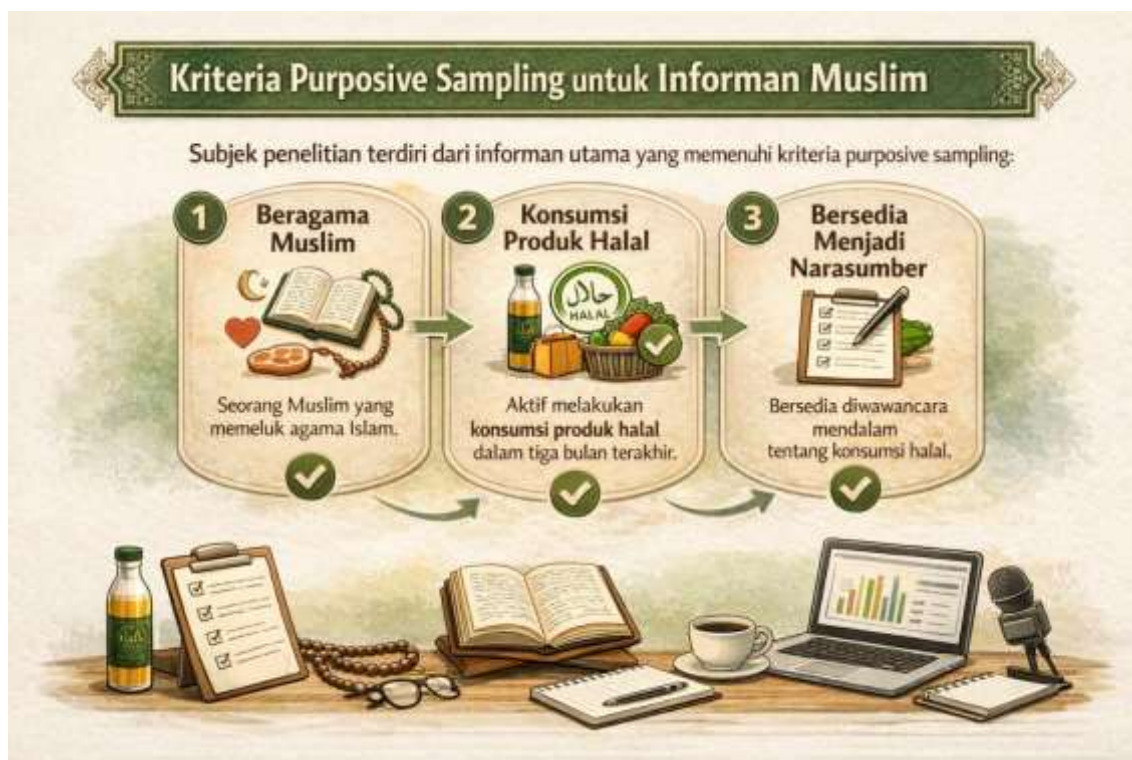 Kriteria Purposive Sampling untuk Informan Muslim
Subjek penelitian terdiri dari informan utama yang memenuhi kriteria purposive sampling:
1
Beragama
Muslim
Seorang Muslim yang
memeluk agama Islam.
2
Konsumsi
Produk Halal
حلال
HALAL
Aktif melakukan
konsumsi produk halal
dalam tiga bulan terakhir.
3
Bersedia
Menjadi
Narasumber
Bersedia diwawancara
mendalam
tentang konsumsi halal.